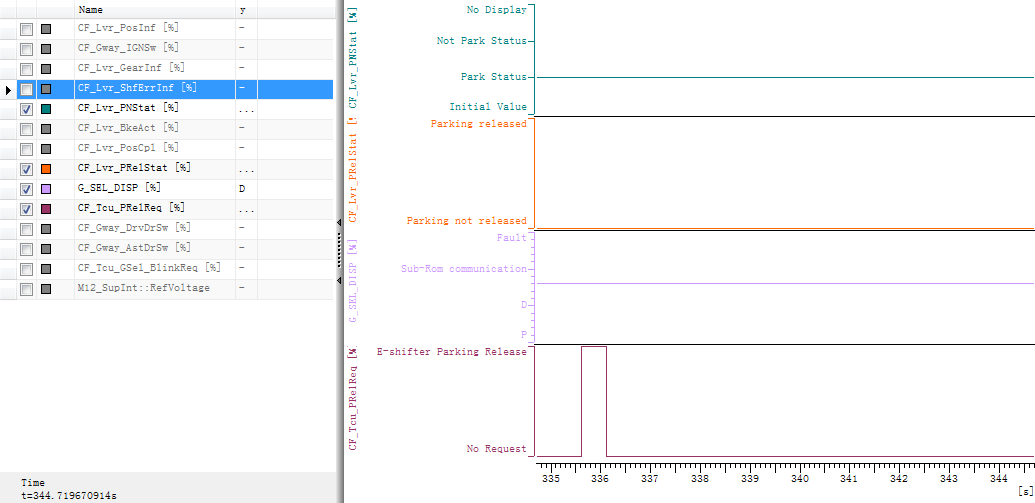 Name y
CF_Lvr_PosInf [%] -
CF_Gway_IGNSw [%] -
CF_Lvr_GearInf [%] -
CF_Lvr_ShfErrInf [%] -
CF_Lvr_PNStat [%] ...
CF_Lvr_BkeAct [%] -
CF_Lvr_PosCpl [%] -
CF_Lvr_PRelStat [%] ...
G_SEL_DISP [%] D
CF_Tcu_PRelReq [%] ...
CF_Gway_DrvDrSw [%] -
CF_Gway_AstDrSw [%] -
CF_Tcu_GSel_BlinkReq [%] -
M12_SupInt::RefVoltage -
Time
t=344.719670914s
CF_Lvr_PNStat [%]
No Display
Not Park Status
Park Status
Initial Value
CF_Lvr_PRelStat [%
Parking released
Parking not released
G_SEL_DISP [%]
Fault
Sub-Rom communication
D
P
CF_Tcu_PRelReq [%]
E-shifter Parking Release
No Request
335 336 337 338 339 340 341 342 343 344
[s]